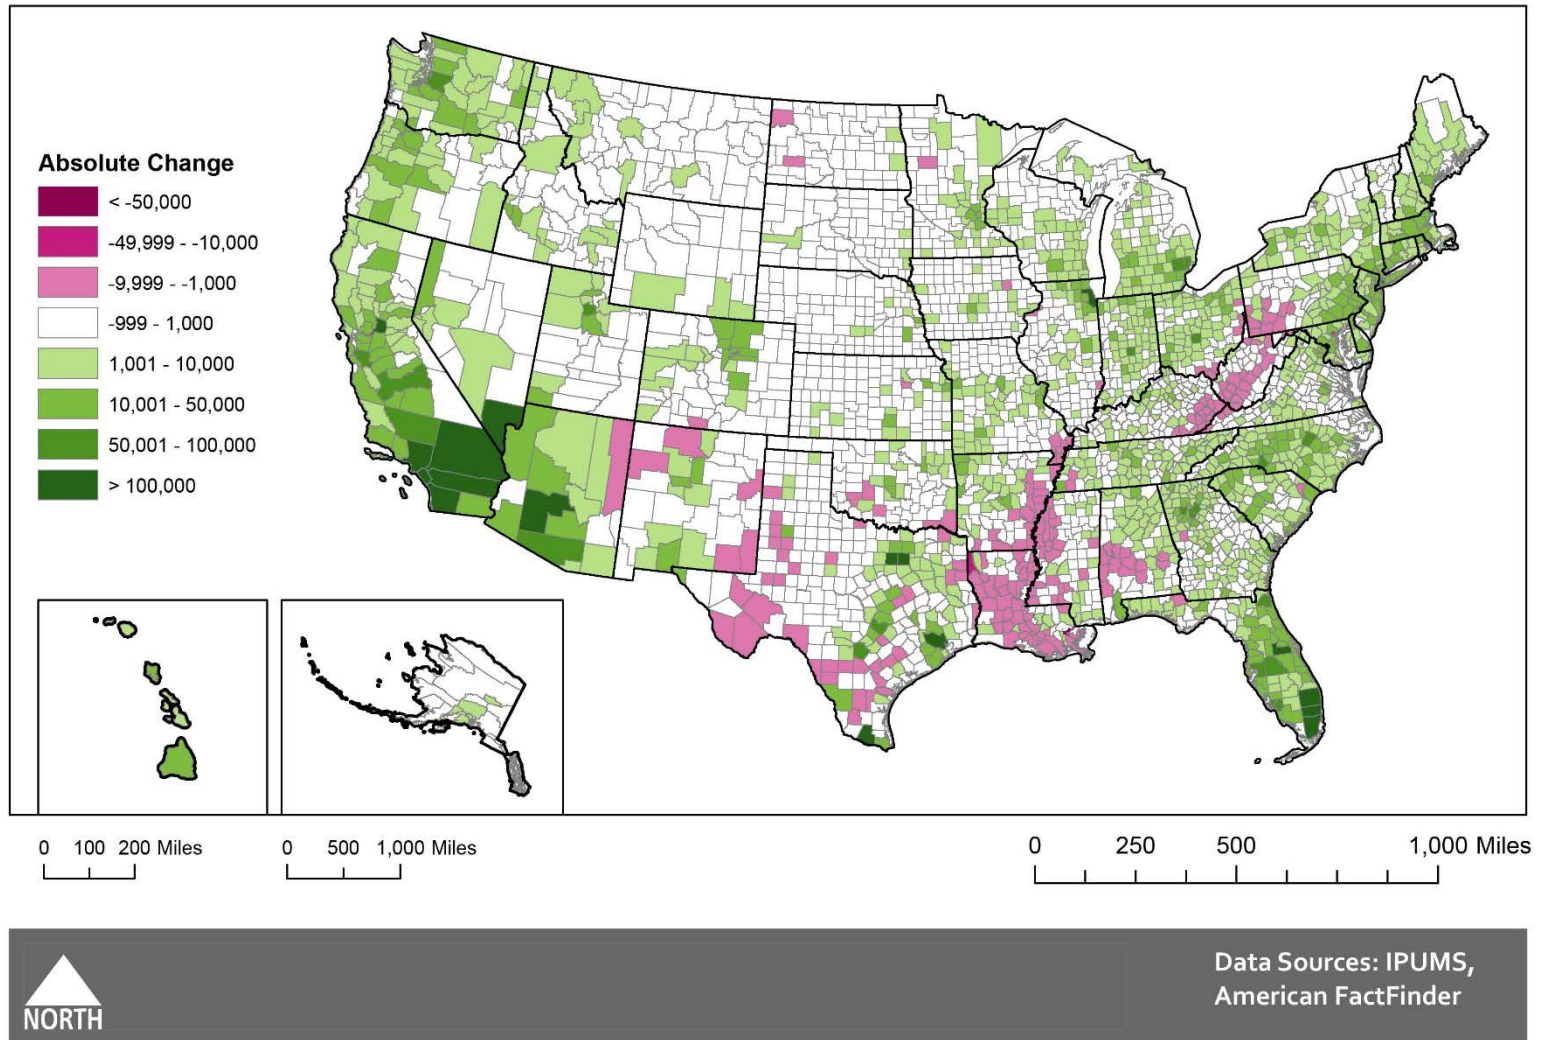 Absolute Change
< -50,000
-49,999 - -10,000
-9,999 - -1,000
-999 - 1,000
1,001 - 10,000
10,001 - 50,000
50,001 - 100,000
> 100,000
0 100 200 Miles
0 500 1,000 Miles
0 250 500 1,000 Miles
NORTH
Data Sources: IPUMS,
American FactFinder